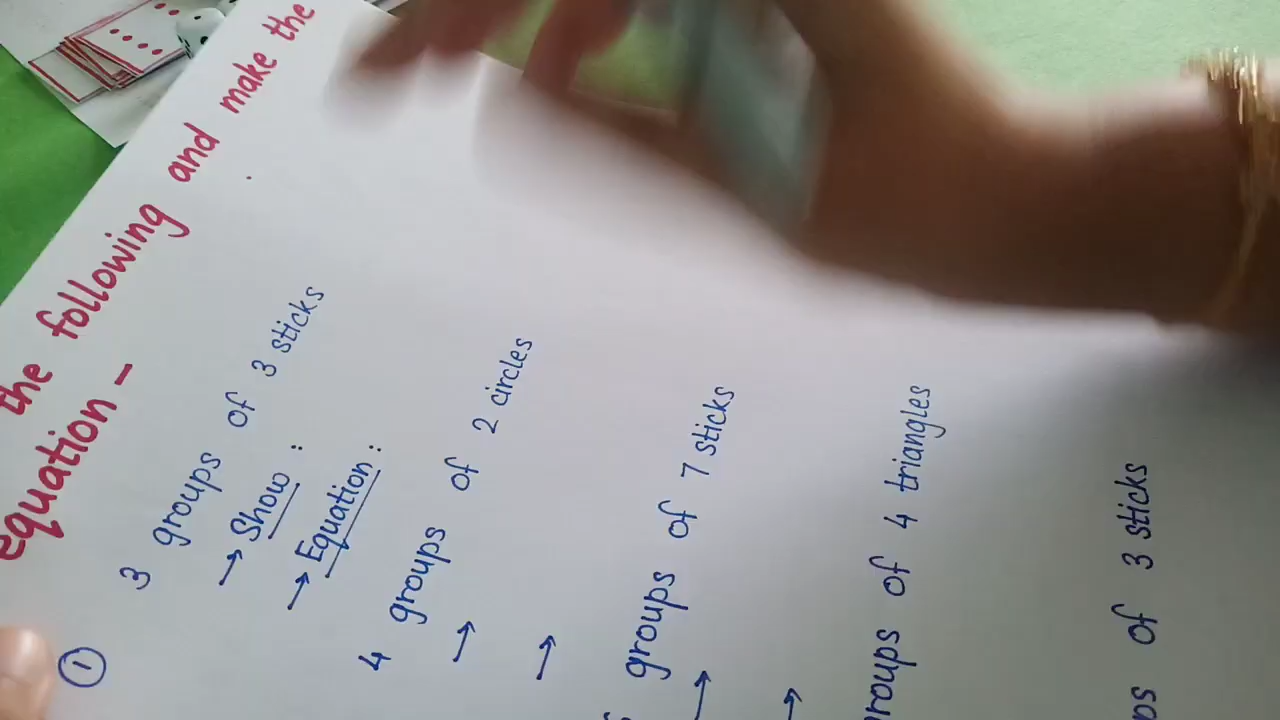 the following and make the
equation -
① 3 groups of 3 sticks
→ Show :
→ Equation :
4 groups of 2 circles
→
→
groups of 7 sticks
→
→
groups of 4 triangles
of 3 sticks